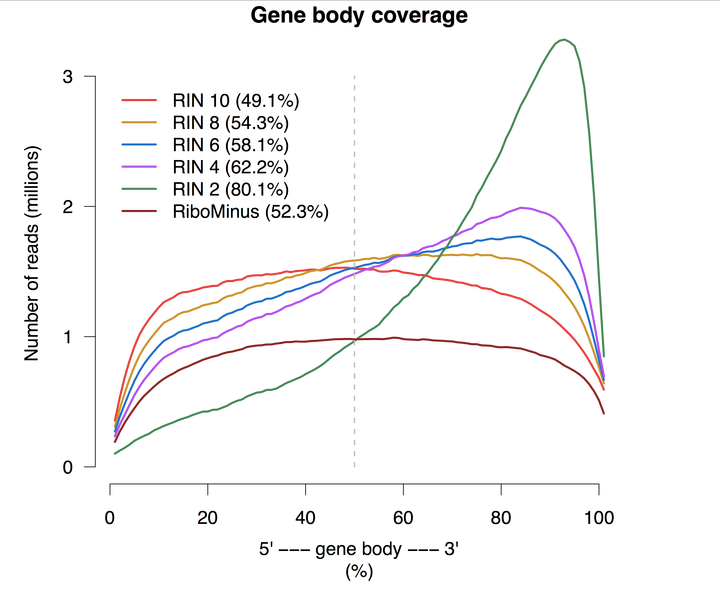 Gene body coverage
Number of reads (millions)
3
2
1
0
RIN 10 (49.1%)
RIN 8 (54.3%)
RIN 6 (58.1%)
RIN 4 (62.2%)
RIN 2 (80.1%)
RiboMinus (52.3%)
0 20 40 60 80 100
5' −−− gene body −−− 3'
(%)